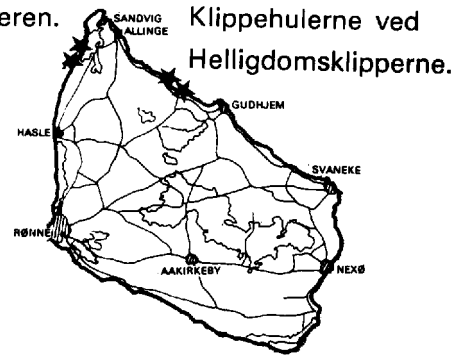 eren.
Klippehulerne ved
Helligdomsklipperne.
SANDVIG
ALLINGE
GUDHJEM
HASLE
SVANEKE
RØNNE
AAKIRKEBY
NEXØ